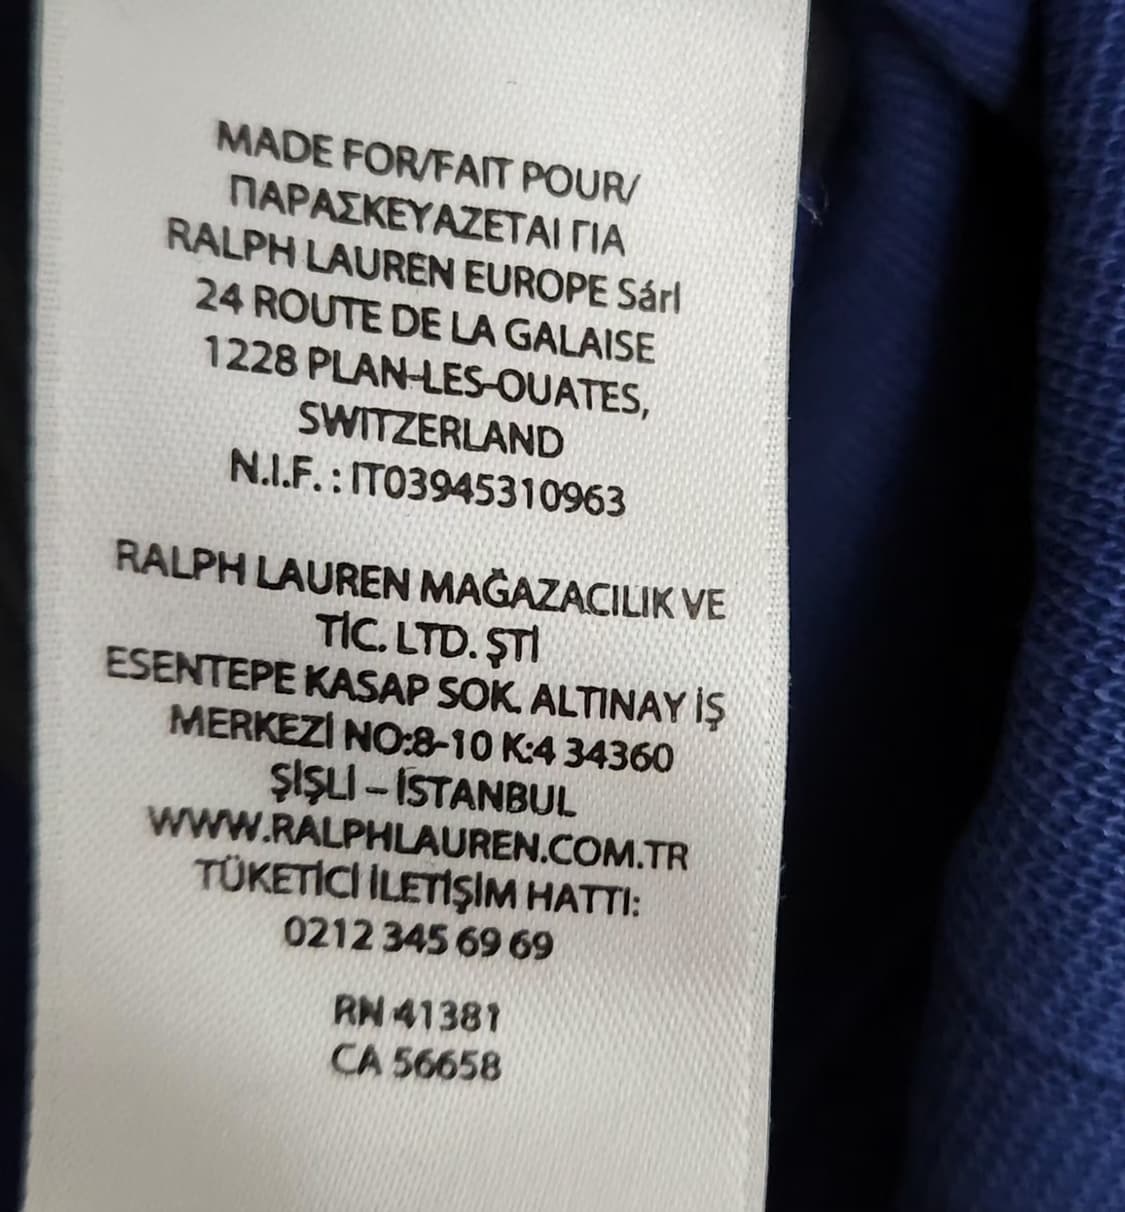 MADE FOR/FAIT POUR/
ΠΑΡΑΣΚΕΥΑΖΕΤΑΙ ΓΙΑ
RALPH LAUREN EUROPE Sárl
24 ROUTE DE LA GALAISE
1228 PLAN-LES-OUATES,
SWITZERLAND
N.I.F. : IT03945310963
RALPH LAUREN MAĞAZACILIK VE
TİC. LTD. ŞTİ
ESENTEPE KASAP SOK. ALTINAY İŞ
MERKEZİ NO:8-10 K:4 34360
ŞİŞLİ – İSTANBUL
WWW.RALPHLAUREN.COM.TR
TÜKETİCİ İLETİŞİM HATTI:
0212 345 69 69
RN 41381
CA 56658